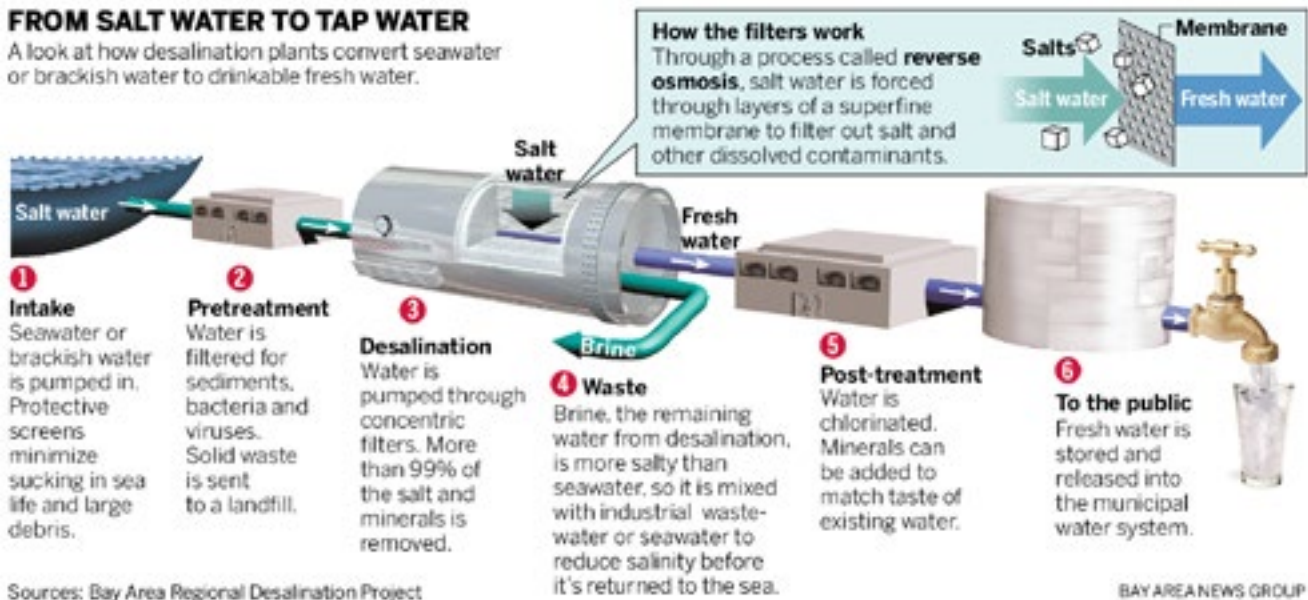 FROM SALT WATER TO TAP WATER
A look at how desalination plants convert seawater
or brackish water to drinkable fresh water.
How the filters work
Through a process called reverse
osmosis, salt water is forced
through layers of a superfine
membrane to filter out salt and
other dissolved contaminants.
Salts
Membrane
Salt water
Fresh water
Salt water
Salt
water
Fresh
water
Brine
1
Intake
Seawater or
brackish water
is pumped in.
Protective
screens
minimize
sucking in sea
life and large
debris.
2
Pretreatment
Water is
filtered for
sediments,
bacteria and
viruses.
Solid waste
is sent
to a landfill.
3
Desalination
Water is
pumped through
concentric
filters. More
than 99% of
the salt and
minerals is
removed.
4 Waste
Brine, the remaining
water from desalination,
is more salty than
seawater, so it is mixed
with industrial waste-
water or seawater to
reduce salinity before
it's returned to the sea.
5
Post-treatment
Water is
chlorinated.
Minerals can
be added to
match taste of
existing water.
6
To the public
Fresh water is
stored and
released into
the municipal
water system.
Sources: Bay Area Regional Desalination Project
BAY AREA NEWS GROUP